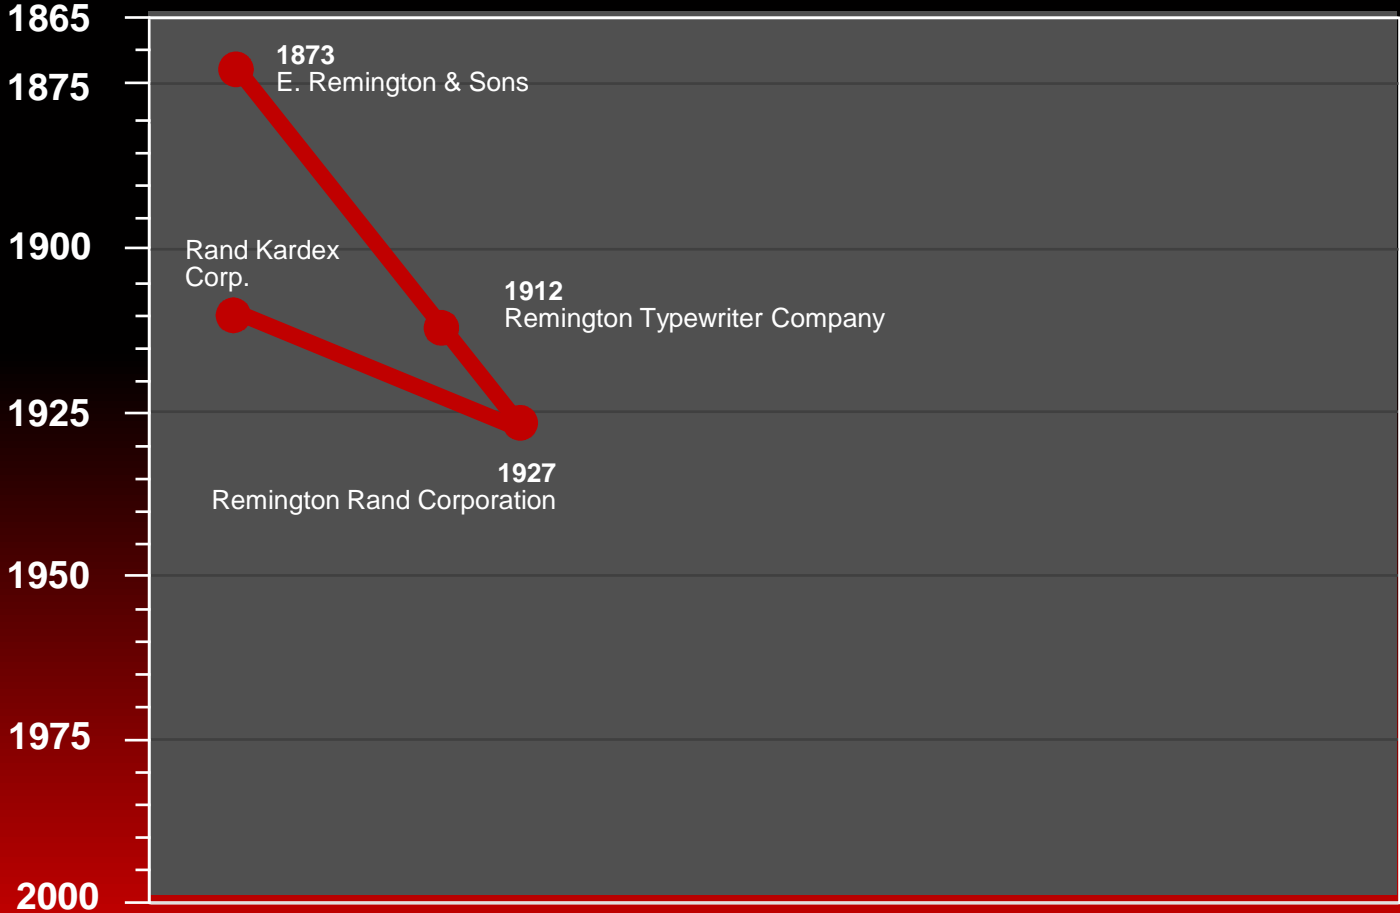 1865
1873
E. Remington & Sons
1875
1900
Rand Kardex
Corp.
1912
Remington Typewriter Company
1925
1927
Remington Rand Corporation
1950
1975
2000